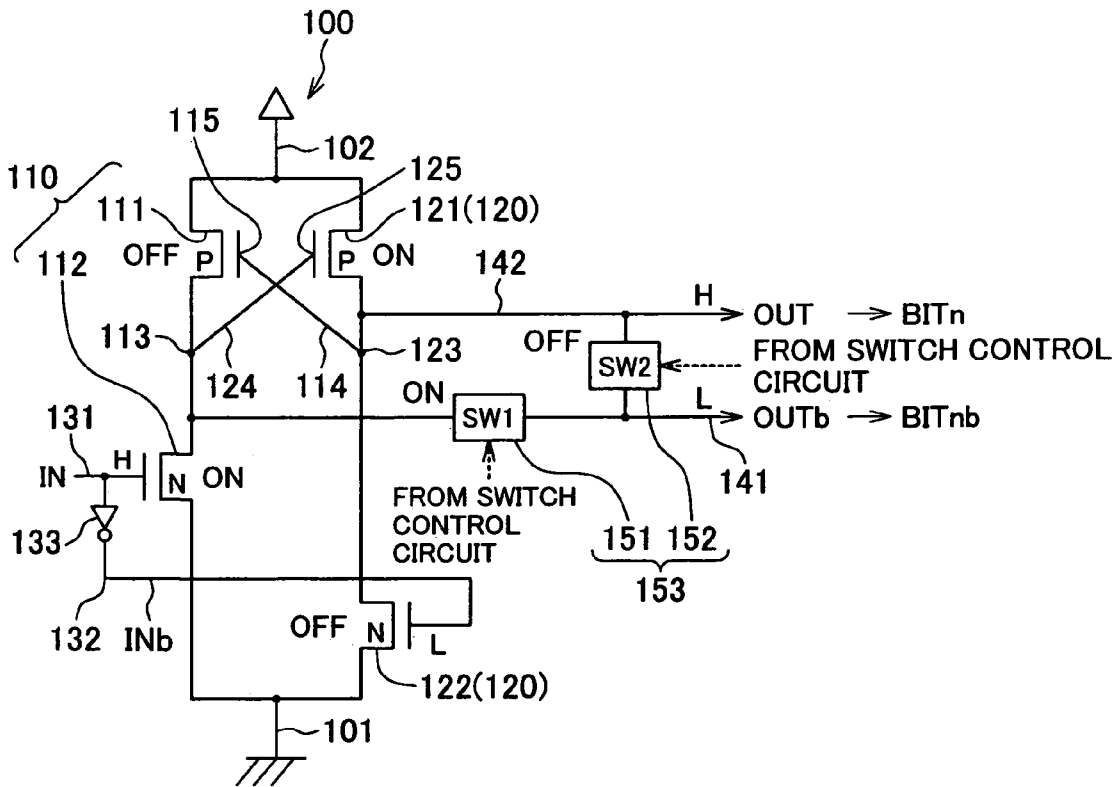 100
115
102
125
110
111
121(120)
OFF
P
P
ON
112
142
H
OUT
BITn
113
124
114
123
OFF
SW2
FROM SWITCH CONTROL
CIRCUIT
ON
SW1
L
OUTb
BITnb
131
IN
H
N
ON
141
FROM SWITCH
CONTROL
CIRCUIT
133
151
152
153
132
INb
OFF
N
L
122(120)
101